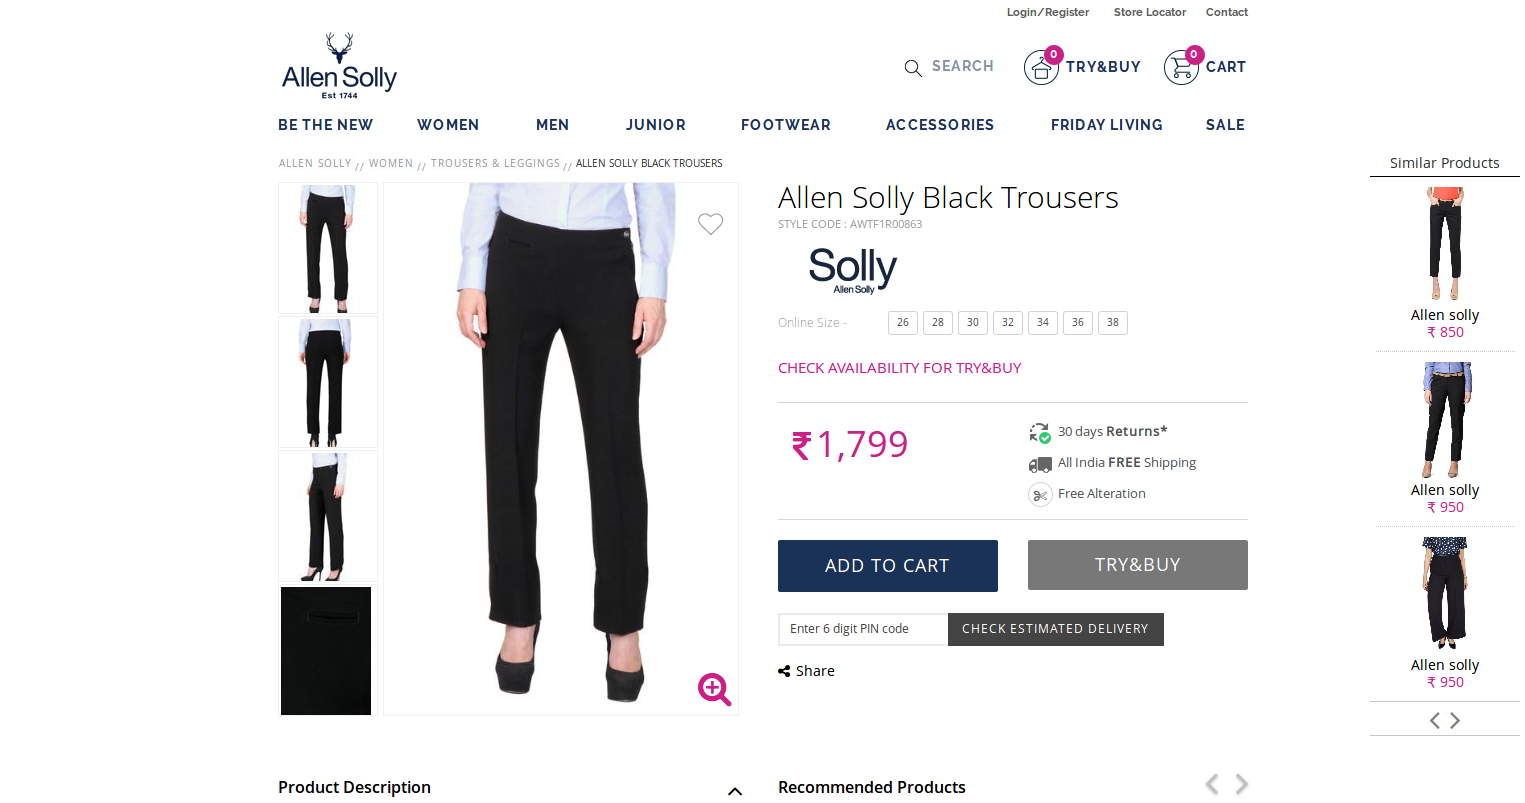 Login/Register Store Locator Contact
Allen Solly
Est 1744
SEARCH 0 TRY&BUY 0 CART
BE THE NEW WOMEN MEN JUNIOR FOOTWEAR ACCESSORIES FRIDAY LIVING SALE
ALLEN SOLLY // WOMEN // TROUSERS & LEGGINGS // ALLEN SOLLY BLACK TROUSERS
Allen Solly Black Trousers
STYLE CODE : AWTF1R00863
Solly
Allen Solly
Online Size - 26 28 30 32 34 36 38
CHECK AVAILABILITY FOR TRY&BUY
₹ 1,799
30 days Returns*
All India FREE Shipping
Free Alteration
ADD TO CART TRY&BUY
Enter 6 digit PIN code CHECK ESTIMATED DELIVERY
Share
Similar Products
Allen solly
₹ 850
Allen solly
₹ 950
Allen solly
₹ 950
Product Description
Recommended Products